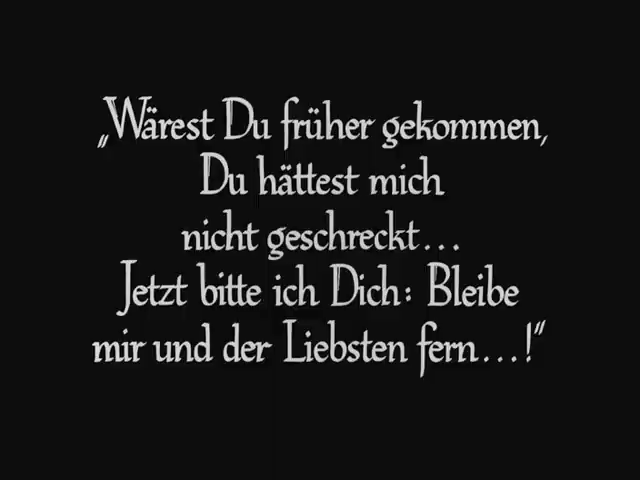 „Wärest Du früher gekommen,
Du hättest mich
nicht geschreckt...
Jetzt bitte ich Dich: Bleibe
mir und der Liebsten fern...!“